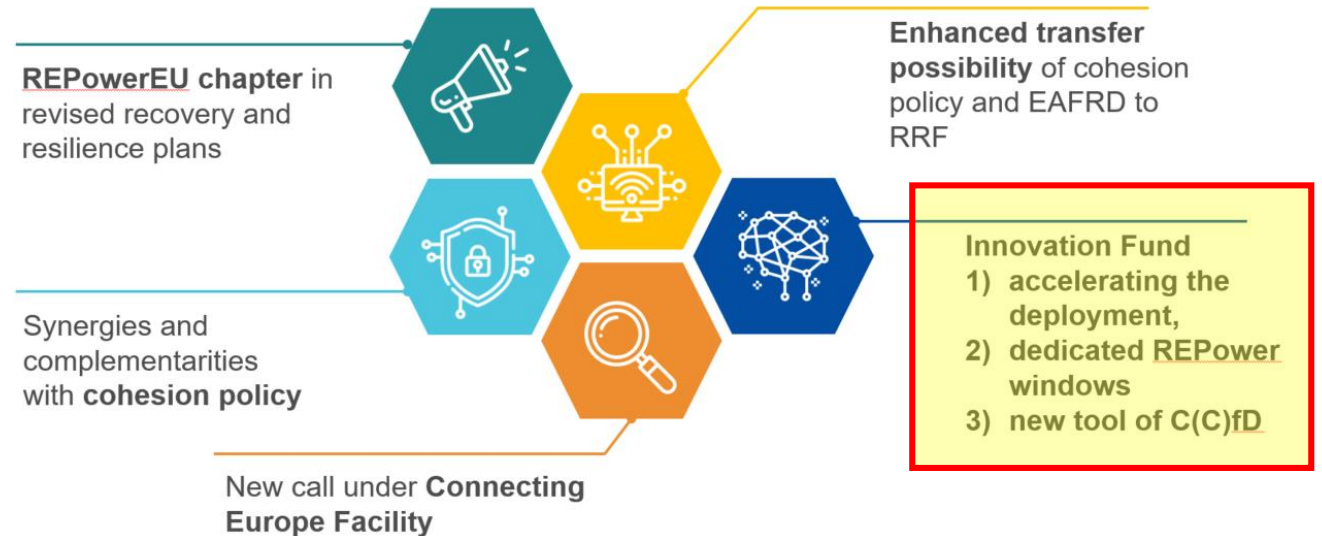 REPowerEU chapter in
revised recovery and
resilience plans
Enhanced transfer
possibility of cohesion
policy and EAFRD to
RRF
Synergies and
complementarities
with cohesion policy
Innovation Fund
1) accelerating the
deployment,
2) dedicated REPower
windows
3) new tool of C(C)fD
New call under Connecting
Europe Facility